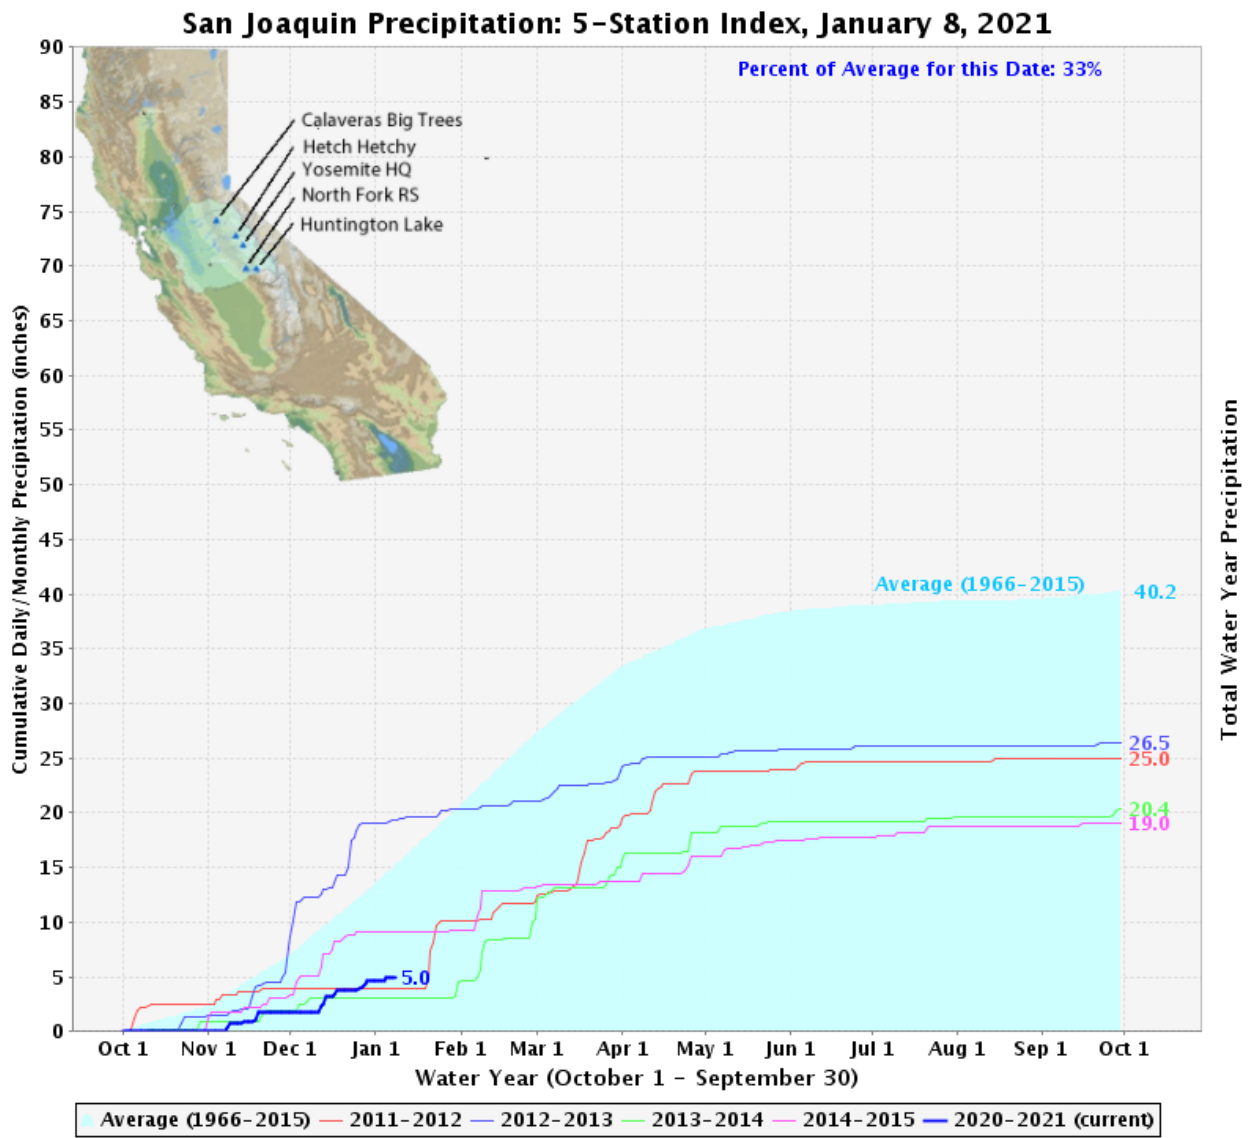 San Joaquin Precipitation: 5-Station Index, January 8, 2021
Percent of Average for this Date: 33%
Calaveras Big Trees
Hetch Hetchy
Yosemite HQ
North Fork RS
Huntington Lake
Cumulative Daily/Monthly Precipitation (inches)
90
85
80
75
70
65
60
55
50
45
40
35
30
25
20
15
10
5
0
Average (1966-2015)
40.2
26.5
25.0
20.4
19.0
5.0
Total Water Year Precipitation
Oct 1 Nov 1 Dec 1 Jan 1 Feb 1 Mar 1 Apr 1 May 1 Jun 1 Jul 1 Aug 1 Sep 1 Oct 1
Water Year (October 1 - September 30)
Average (1966-2015) 2011-2012 2012-2013 2013-2014 2014-2015 2020-2021 (current)